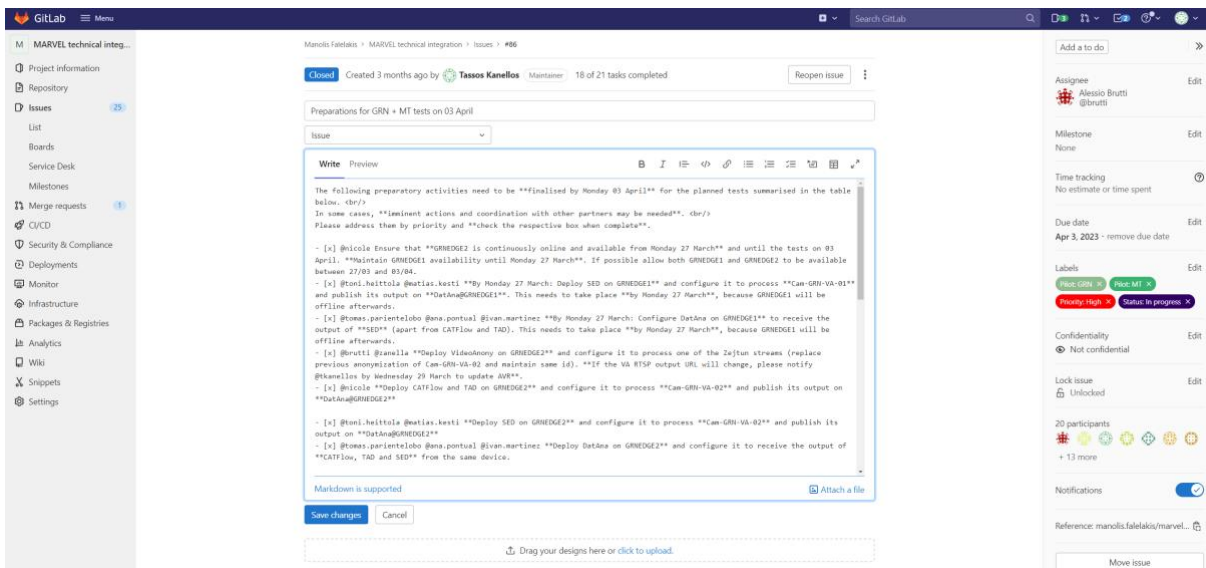 GitLab Menu Search GitLab 3 2
M MARVEL technical integ...
Project information
Repository
Issues 25
List
Boards
Service Desk
Milestones
Merge requests 1
CI/CD
Security & Compliance
Deployments
Monitor
Infrastructure
Packages & Registries
Analytics
Wiki
Snippets
Settings
Manolis Falelakis > MARVEL technical integration > Issues > #86
Closed Created 3 months ago by Tassos Kanellos Maintainer 18 of 21 tasks completed Reopen issue
Preparations for GRN + MT tests on 03 April
Issue
Write Preview
The following preparatory activities need to be **finalised by Monday 03 April** for the planned tests summarised in the table
below. <br/>
In some cases, **imminent actions and coordination with other partners may be needed**. <br/>
Please address them by priority and **check the respective box when complete**.
- [x] @nicole Ensure that **GRNEDGE2 is continuously online and available from Monday 27 March** and until the tests on 03
April. **Maintain GRNEDGE1 availability until Monday 27 March**. If possible allow both GRNEDGE1 and GRNEDGE2 to be available
between 27/03 and 03/04.
- [x] @toni.heittola @matias.kesti **By Monday 27 March: Deploy SED on GRNEDGE1** and configure it to process **Cam-GRN-VA-01**
and publish its output on **DatAna@GRNEDGE1**. This needs to take place **by Monday 27 March**, because GRNEDGE1 will be
offline afterwards.
- [x] @tomas.parientelobo @ana.pontual @ivan.martinez **By Monday 27 March: Configure DatAna on GRNEDGE1** to receive the
output of **SED** (apart from CATFlow and TAD). This needs to take place **by Monday 27 March**, because GRNEDGE1 will be
offline afterwards.
- [x] @brutti @zanella **Deploy VideoAnony on GRNEDGE2** and configure it to process one of the Zejtun streams (replace
previous anonymization of Cam-GRN-VA-02 and maintain same id). **If the VA RTSP output URL will change, please notify
@tkanellos by Wednesday 29 March to update AVR**.
- [x] @nicole **Deploy CATFlow and TAD on GRNEDGE2** and configure it to process **Cam-GRN-VA-02** and publish its output on
**DatAna@GRNEDGE2**
- [x] @toni.heittola @matias.kesti **Deploy SED on GRNEDGE2** and configure it to process **Cam-GRN-VA-02** and publish its
output on **DatAna@GRNEDGE2**
- [x] @tomas.parientelobo @ana.pontual @ivan.martinez **Deploy DatAna on GRNEDGE2** and configure it to receive the output of
**CATFlow, TAD and SED** from the same device.
Markdown is supported Attach a file
Save changes Cancel
Drag your designs here or click to upload.
Add a to do
Assignee Edit
Alessio Brutti
@brutti
Milestone Edit
None
Time tracking
No estimate or time spent
Due date Edit
Apr 3, 2023 - remove due date
Labels Edit
Pilot: GRN × Pilot: MT ×
Priority: High × Status: In progress ×
Confidentiality Edit
Not confidential
Lock issue Edit
Unlocked
20 participants
+ 13 more
Notifications
Reference: manolis.falelakis/marvel...
Move issue